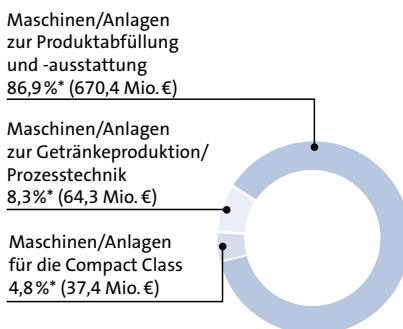 Maschinen/Anlagen
zur Produktabfüllung
und -ausstattung
86,9%* (670,4 Mio. €)
Maschinen/Anlagen
zur Getränkeproduktion/
Prozesstechnik
8,3%* (64,3 Mio. €)
Maschinen/Anlagen
für die Compact Class
4,8%* (37,4 Mio. €)